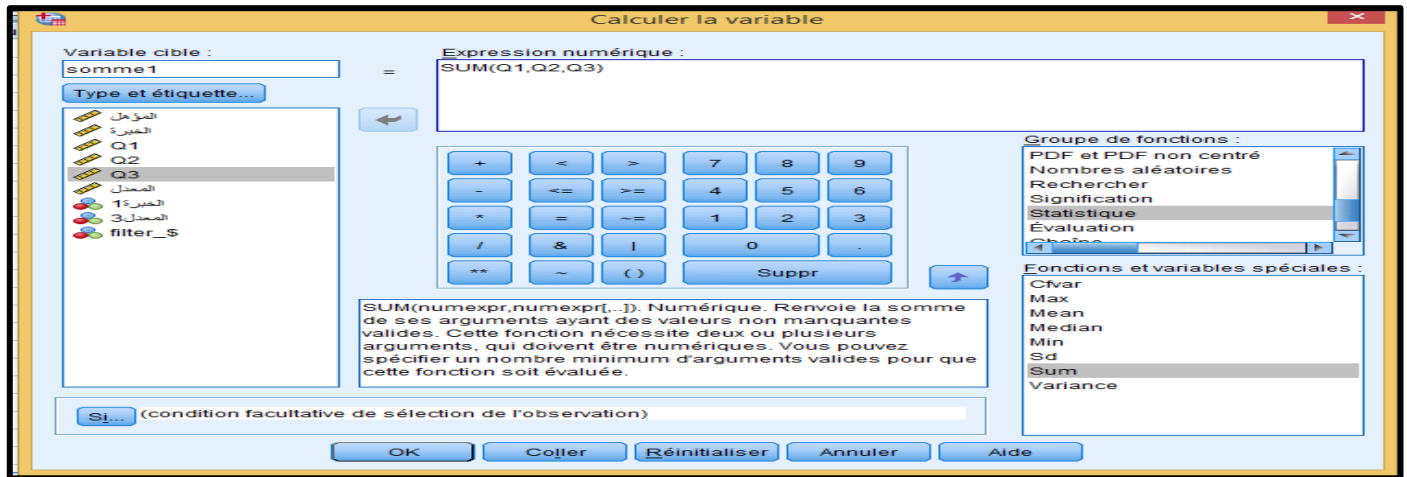 Calculer la variable
Variable cible :
somme1
=
Expression numérique :
SUM(Q1,Q2,Q3)
Type et étiquette...
المؤهل
الخبرة
Q1
Q2
Q3
المعدل
الخبرة1
المعدل3
filter_$
+ < > 7 8 9
- <= >= 4 5 6
* = ~= 1 2 3
/ & | 0 .
** ~ ( ) Suppr
Groupe de fonctions :
PDF et PDF non centré
Nombres aléatoires
Rechercher
Signification
Statistique
Évaluation
Chaîne
Fonctions et variables spéciales :
Cfvar
Max
Mean
Median
Min
Sd
Sum
Variance
SUM(numexpr,numexpr[,..]). Numérique. Renvoie la somme
de ses arguments ayant des valeurs non manquantes
valides. Cette fonction nécessite deux ou plusieurs
arguments, qui doivent être numériques. Vous pouvez
spécifier un nombre minimum d'arguments valides pour que
cette fonction soit évaluée.
Si... (condition facultative de sélection de l'observation)
OK Coller Réinitialiser Annuler Aide